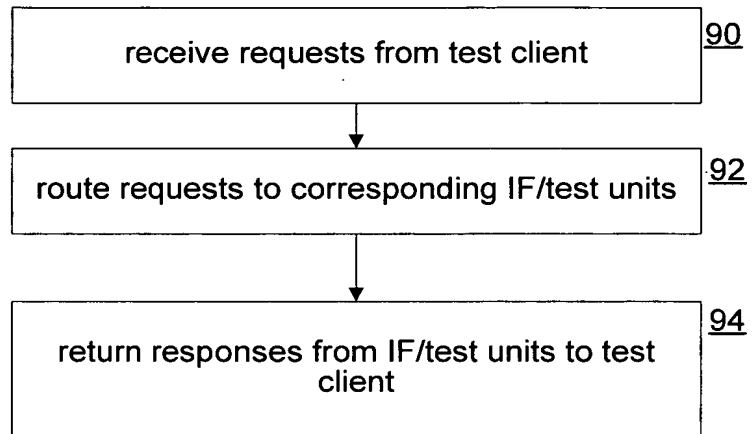 receive requests from test client
90
route requests to corresponding IF/test units
92
return responses from IF/test units to test
client
94